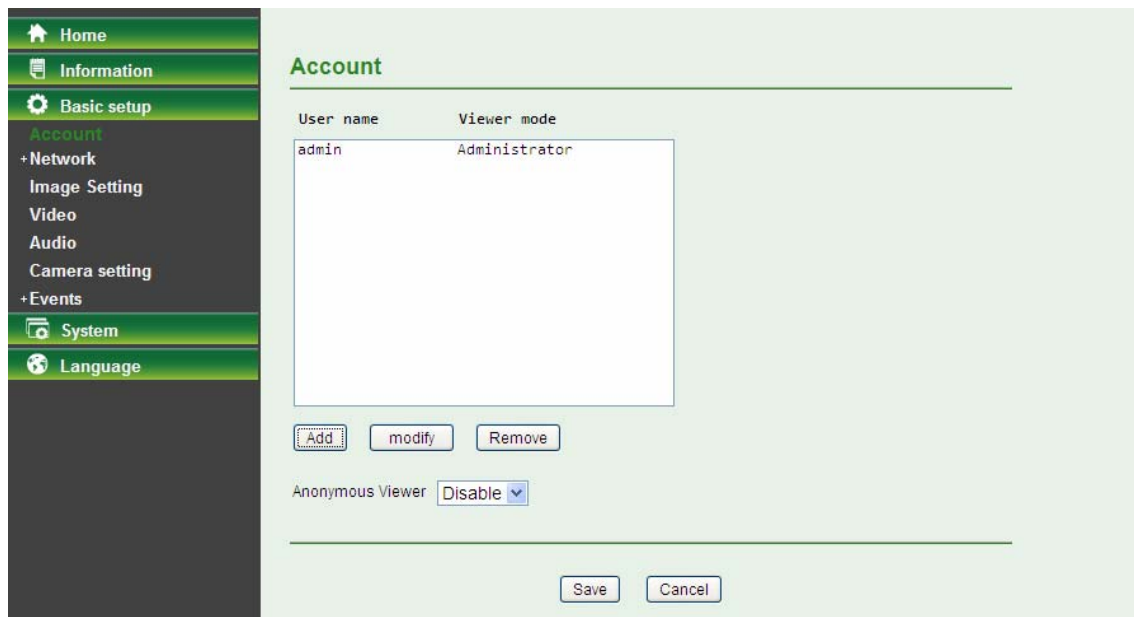 Home
Information
Basic setup
Account
+Network
Image Setting
Video
Audio
Camera setting
+Events
System
Language
Account
User name Viewer mode
admin Administrator
Add modify Remove
Anonymous Viewer Disable
Save Cancel